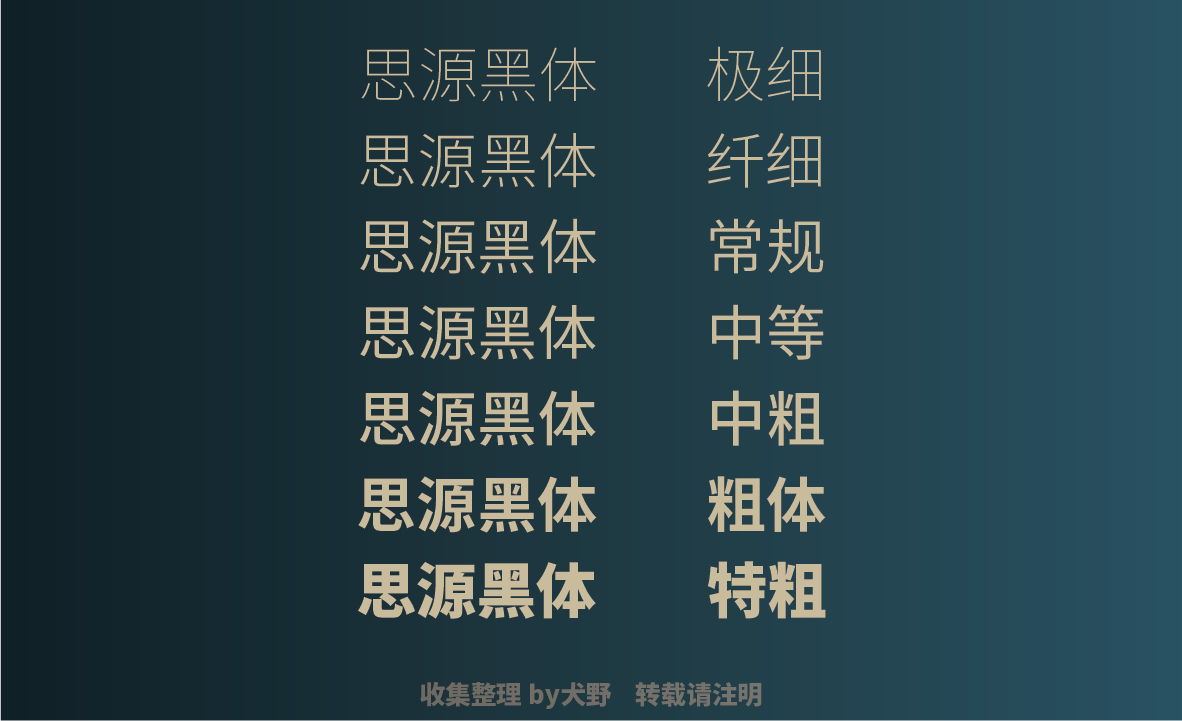 思源黑体 极细
思源黑体 纤细
思源黑体 常规
思源黑体 中等
思源黑体 中粗
思源黑体 粗体
思源黑体 特粗
收集整理 by犬野 转载请注明